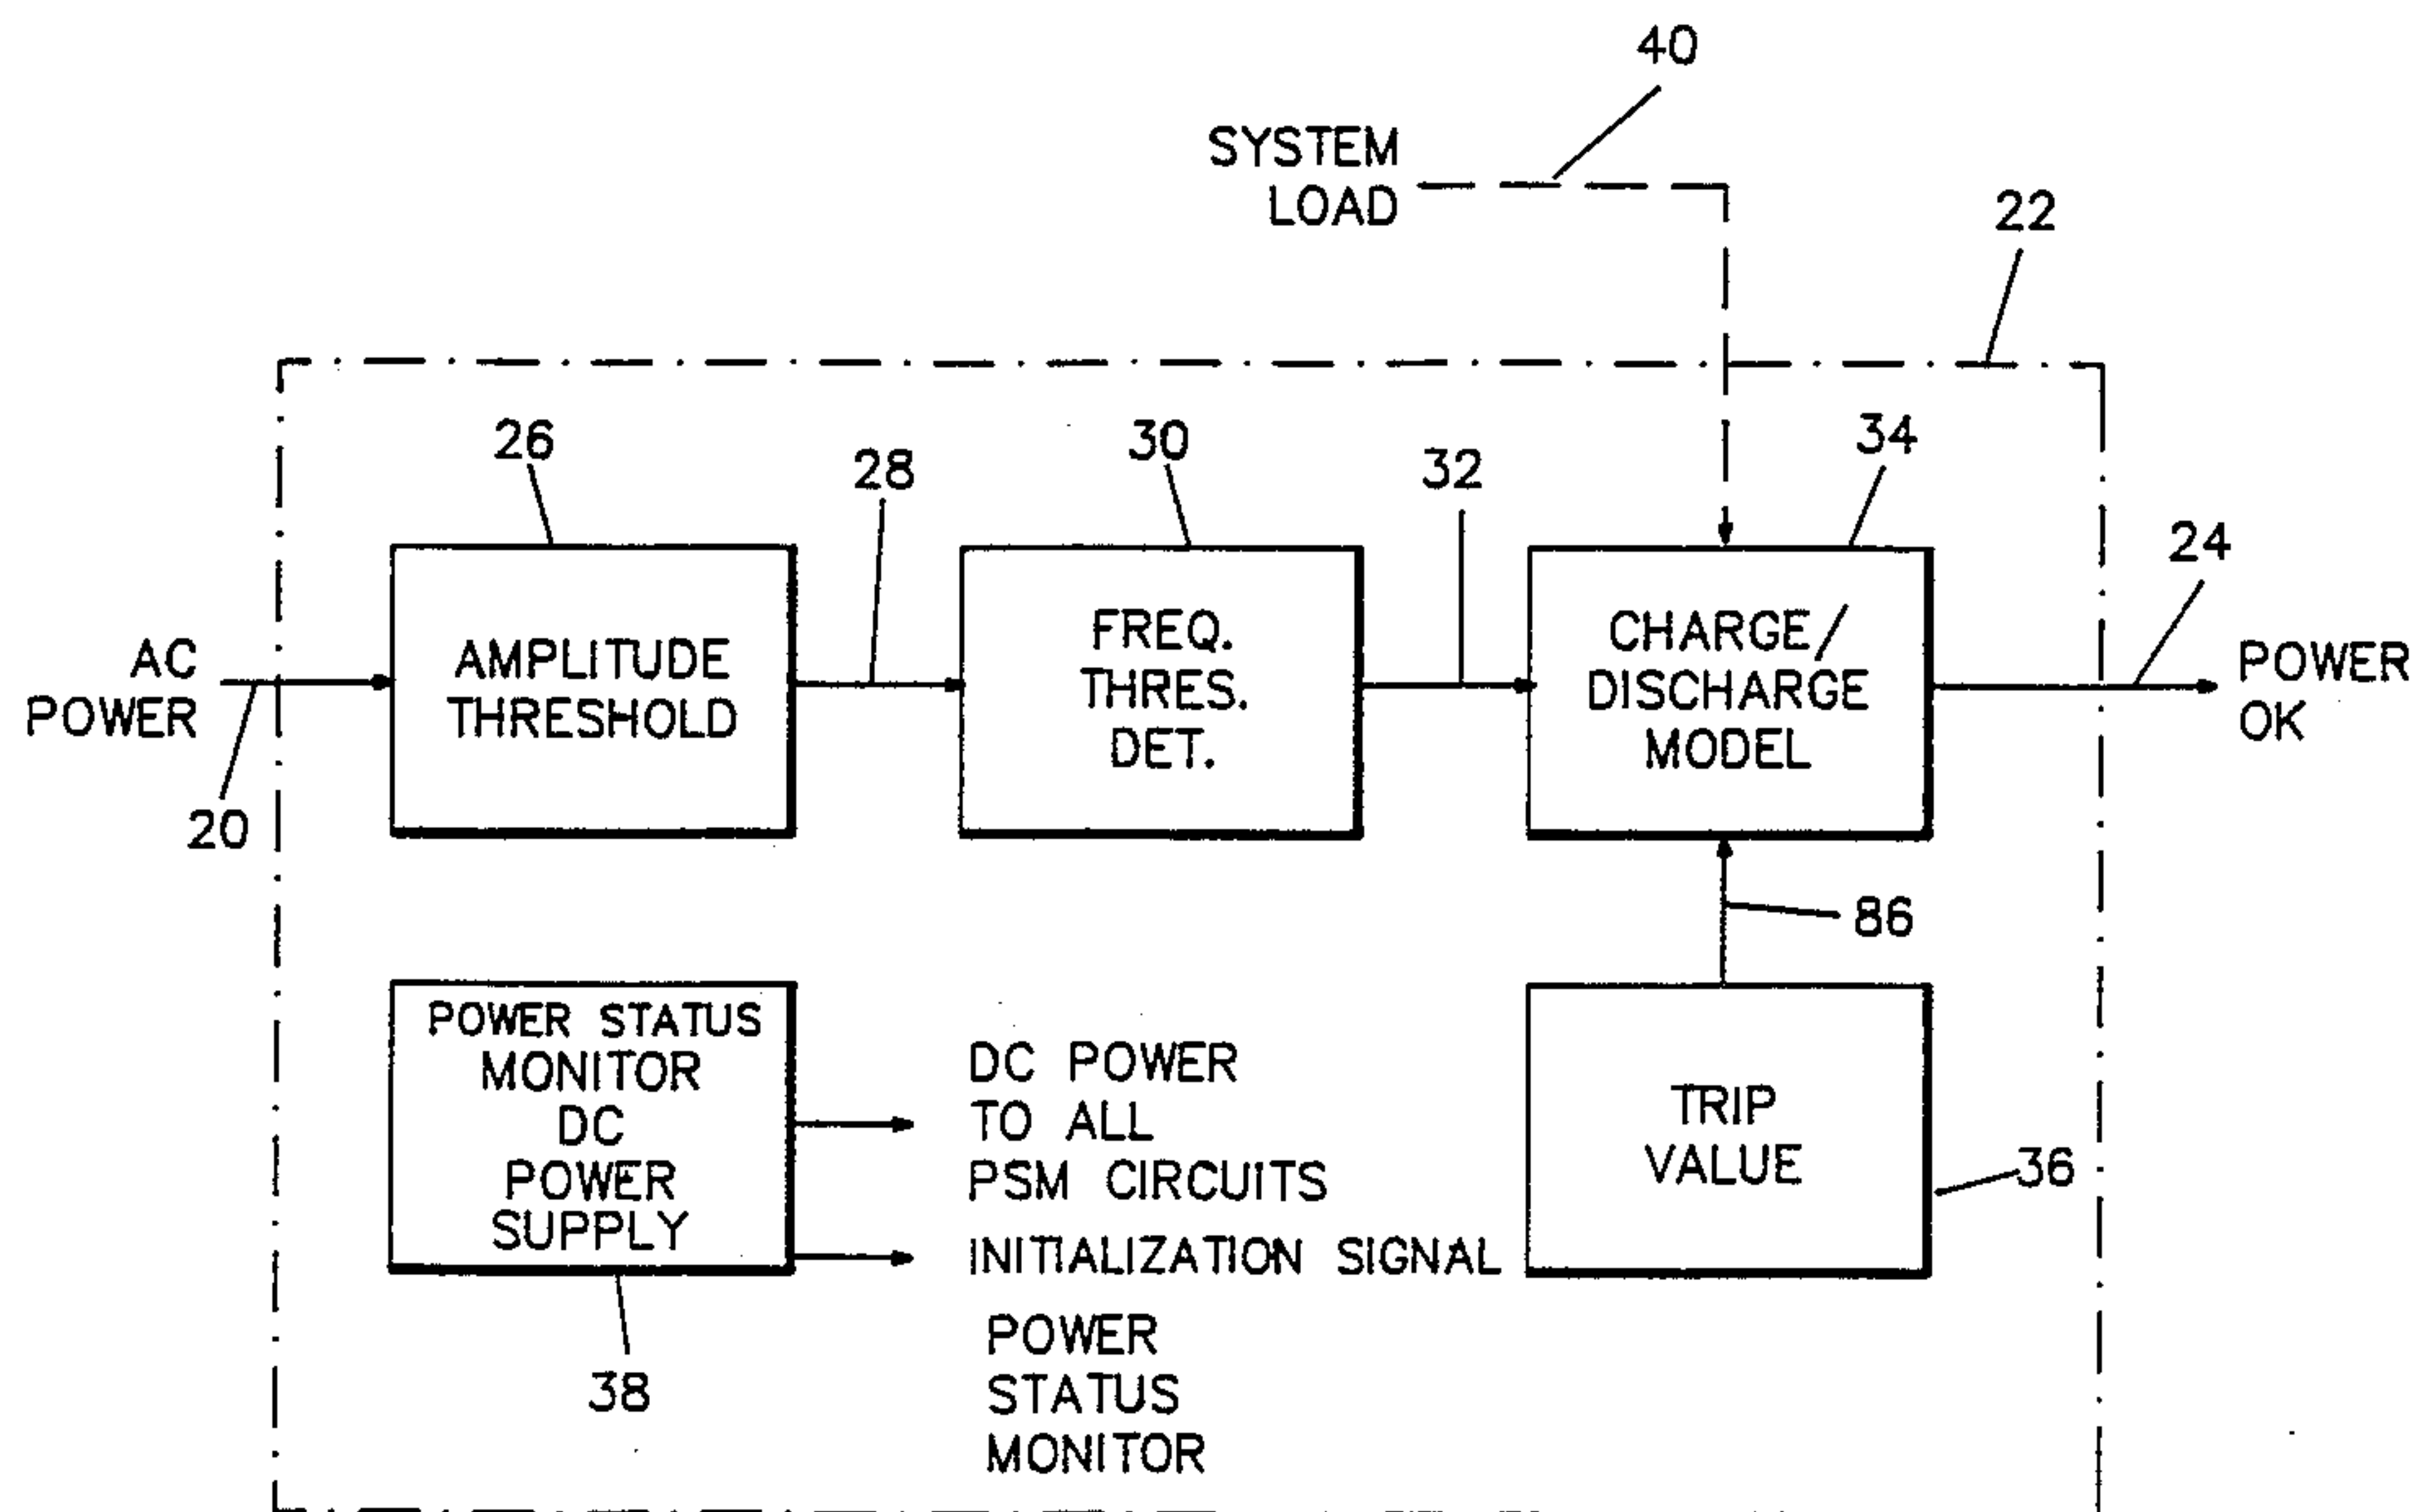 40
SYSTEM
LOAD
22
26
28
30
32
34
24
AC
POWER
AMPLITUDE
THRESHOLD
FREQ.
THRES.
DET.
CHARGE/
DISCHARGE
MODEL
POWER
OK
20
86
POWER STATUS
MONITOR
DC
POWER
SUPPLY
DC POWER
TO ALL
PSM CIRCUITS
INITIALIZATION SIGNAL
TRIP
VALUE
36
38
POWER
STATUS
MONITOR